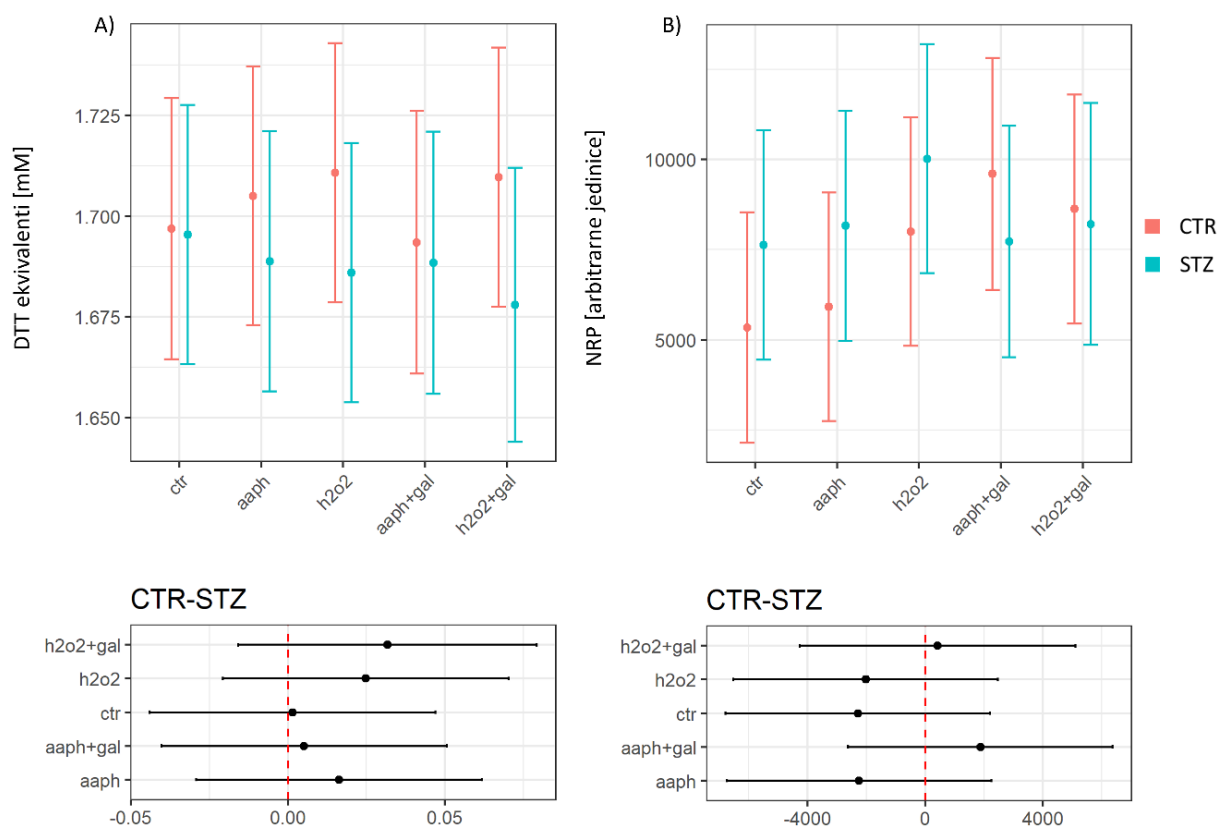 A)
DTT ekvivalenti [mM]
1.725
1.700
1.675
1.650
ctr
aaph
h2o2
aaph+gal
h2o2+gal
B)
NRP [arbitrarne jedinice]
10000
5000
ctr
aaph
h2o2
aaph+gal
h2o2+gal
CTR
STZ
CTR-STZ
h2o2+gal
h2o2
ctr
aaph+gal
aaph
-0.05
0.00
0.05
CTR-STZ
h2o2+gal
h2o2
ctr
aaph+gal
aaph
-4000
0
4000